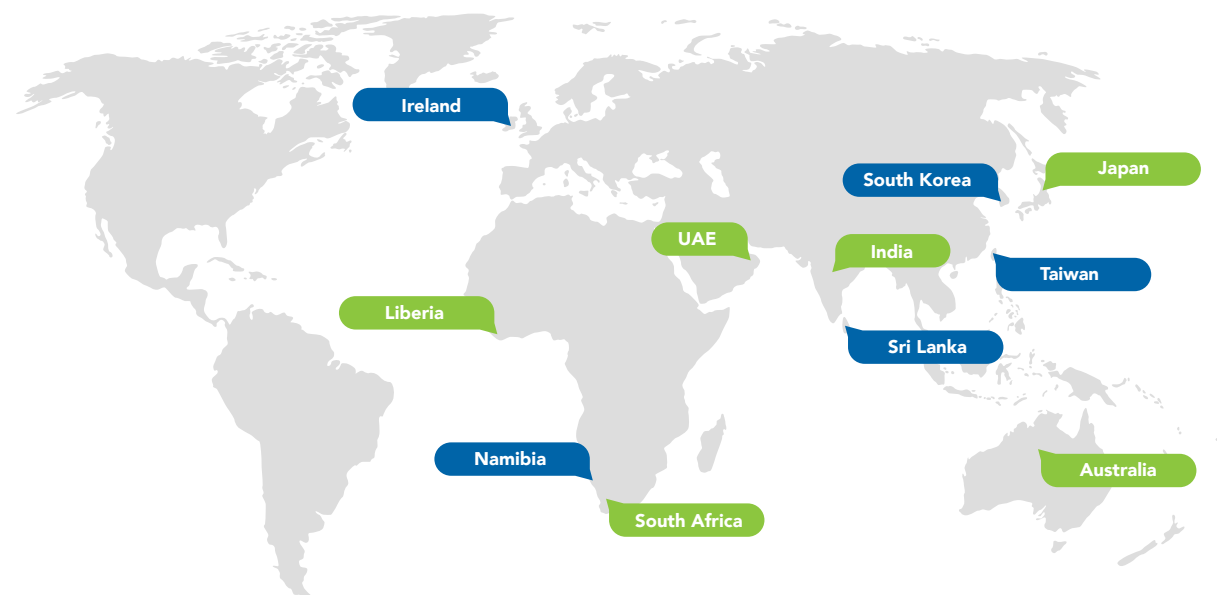 Ireland
Japan
South Korea
UAE
India
Taiwan
Liberia
Sri Lanka
Namibia
Australia
South Africa